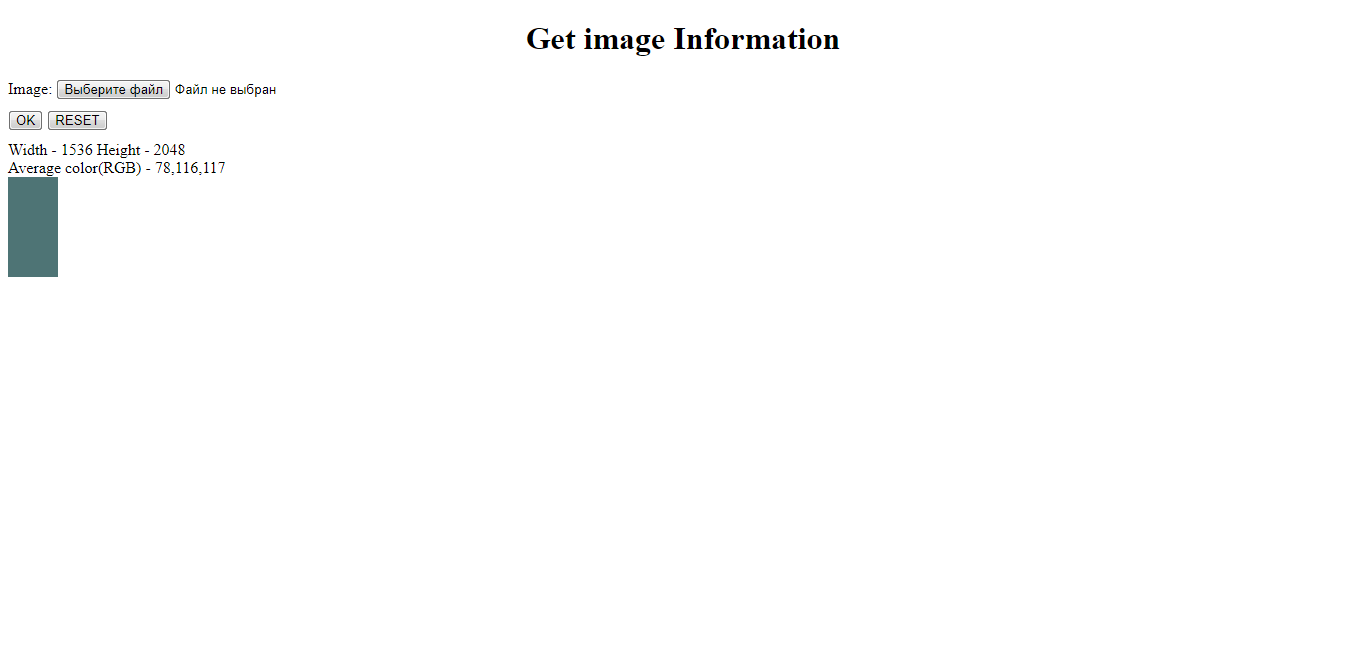 Get image Information
Image: Выберите файл Файл не выбран
OK RESET
Width - 1536 Height - 2048
Average color(RGB) - 78,116,117